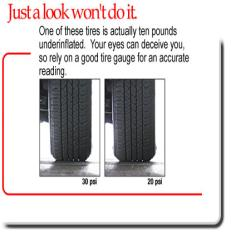 Just a look won't do it.
One of these tires is actually ten pounds
underinflated. Your eyes can deceive you,
so rely on a good tire gauge for an accurate
reading.
30 psi
20 psi